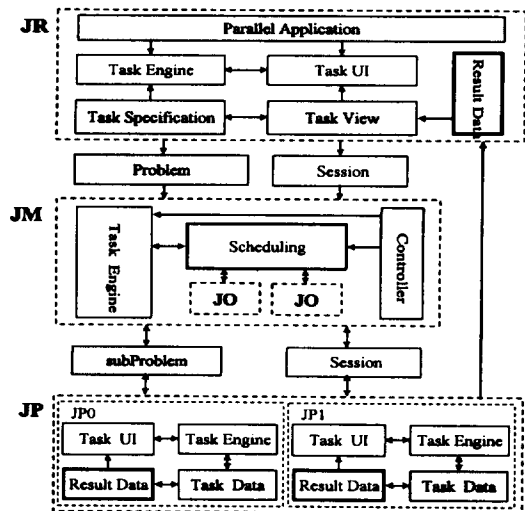 JR
Parallel Application
Task Engine
Task UI
Result Data
Task Specification
Task View
Problem
Session
JM
Task Engine
Scheduling
Controller
JO
JO
subProblem
Session
JP
JP0
JP1
Task UI
Task Engine
Task UI
Task Engine
Result Data
Task Data
Result Data
Task Data